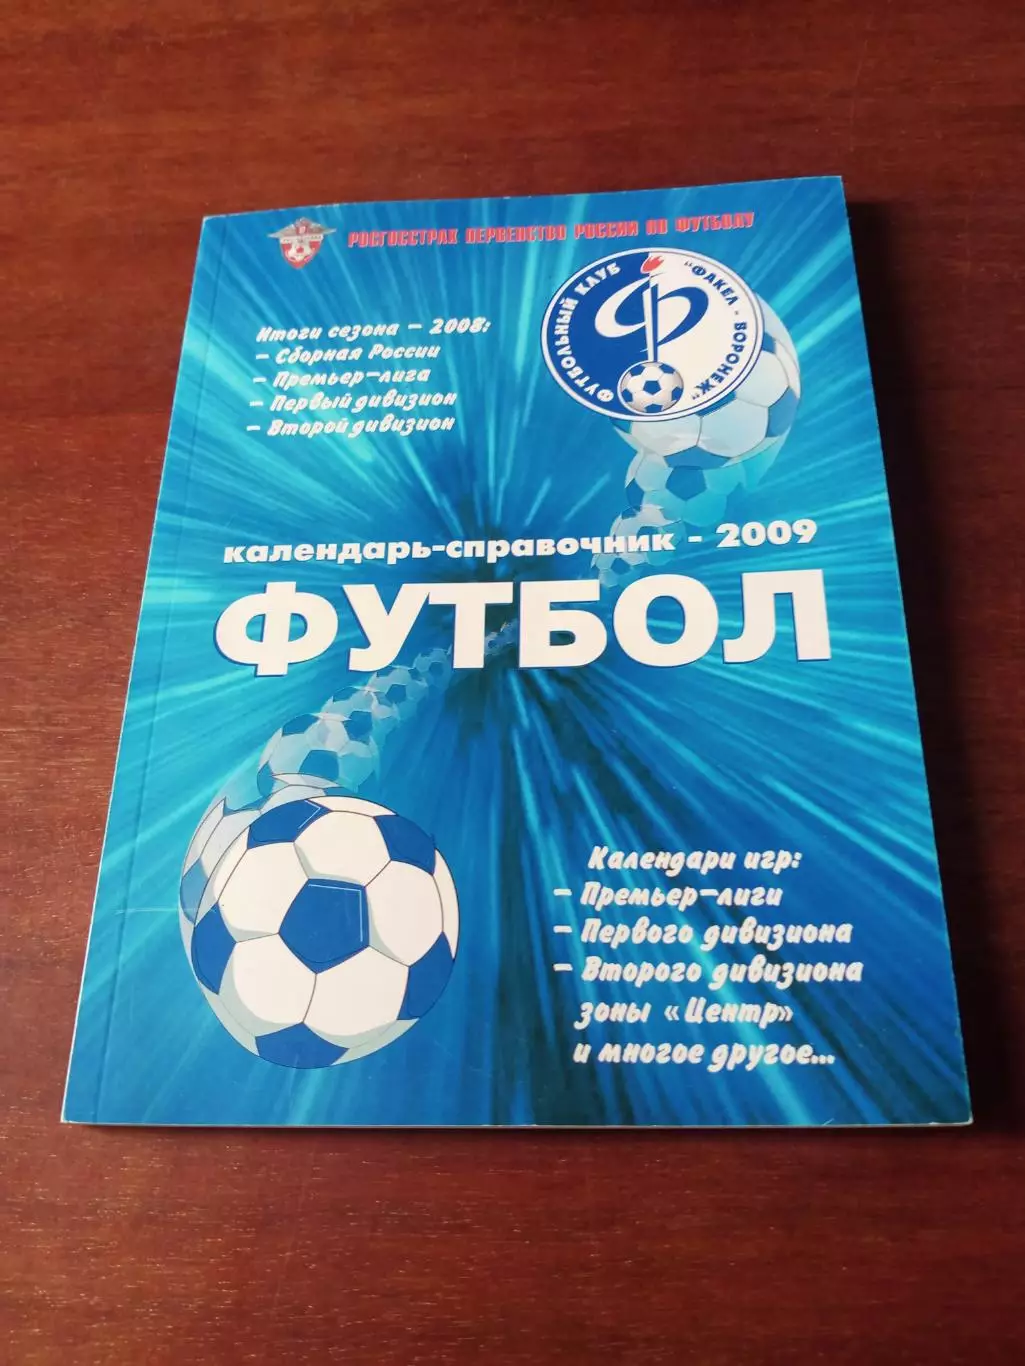 РОСГОССТРАХ ПЕРВЕНСТВО РОССИИ ПО ФУТБОЛУ
ФУТБОЛЬНЫЙ КЛУБ "ФАКЕЛ - ВОРОНЕЖ"
Ф
Итоги сезона - 2008:
- Сборная России
- Премьер-лига
- Первый дивизион
- Второй дивизион
календарь-справочник - 2009
ФУТБОЛ
Календари игр:
- Премьер-лиги
- Первого дивизиона
- Второго дивизиона
зоны «Центр»
и многое другое...